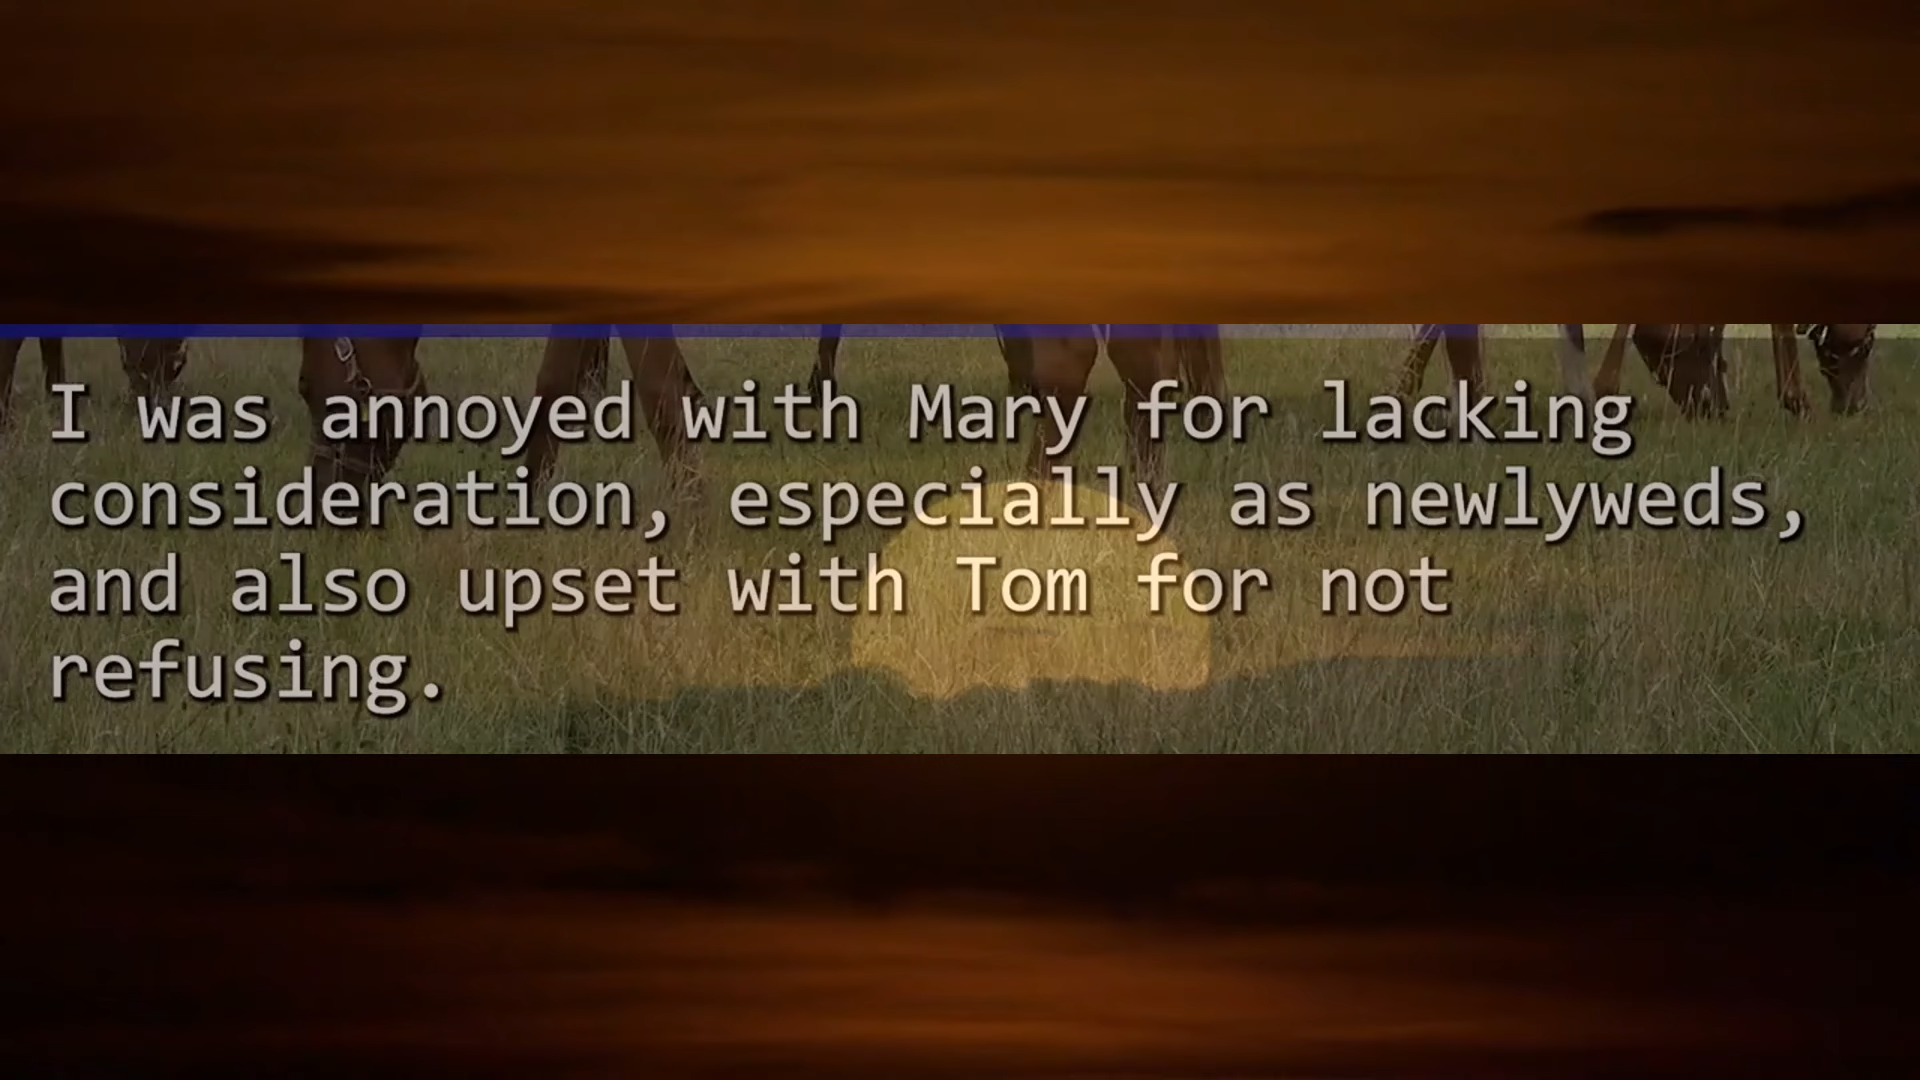 I was annoyed with Mary for lacking
consideration, especially as newlyweds,
and also upset with Tom for not
refusing.